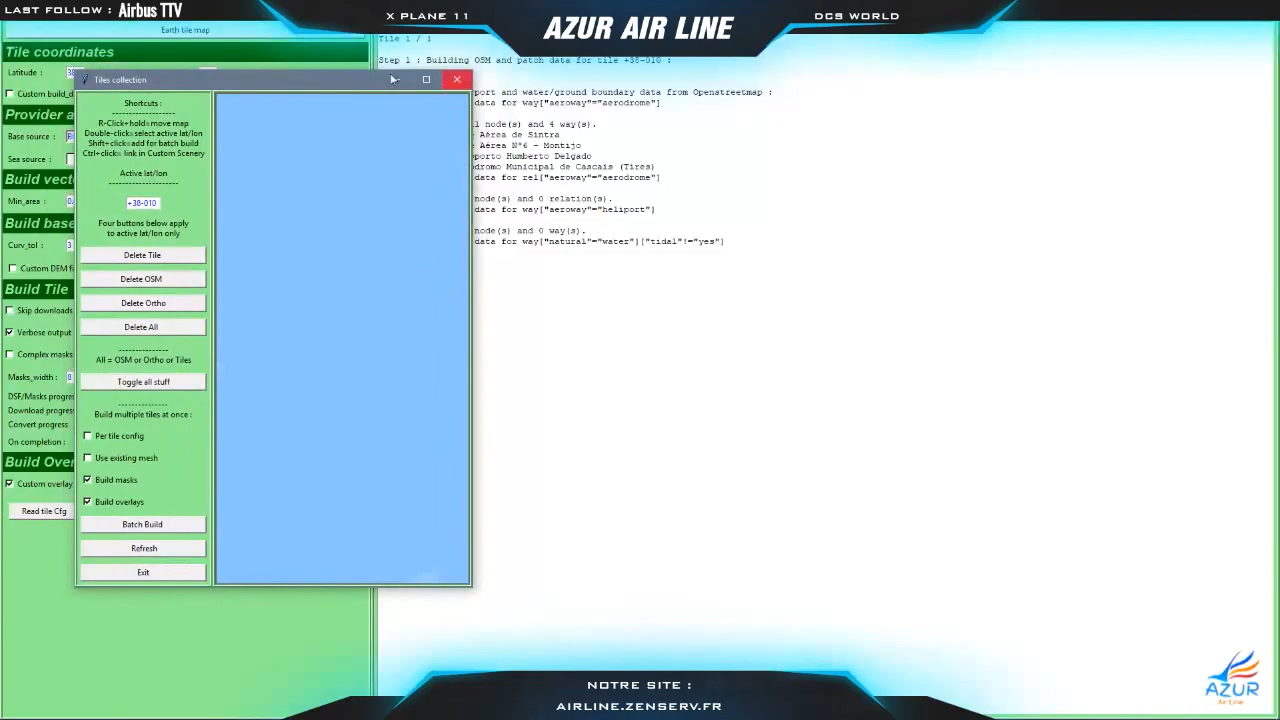 LAST FOLLOW : Airbus TTV
X PLANE 11
AZUR AIR LINE
DCS WORLD
Earth tile map
Tile coordinates
Latitude :
Custom build_d
Provider a
Base source :
Sea source :
Build vect
Min_area :
Build base
Curv_tol :
3
Custom DEM fi
Build Tile
Skip downloads
Verbose output
Complex masks
Masks_width :
8
DSF/Masks progre
Download progres
Convert progress
On completion :
Build Over
Custom overlay
Read tile Cfg
Tiles collection
Shortcuts :
------------------
R-Click+hold=move map
Double-click=select active lat/lon
Shift+click=add for batch build
Ctrl+click= link in Custom Scenery
Active lat/lon
--------------------
+38-010
Four buttons below apply
to active lat/lon only
Delete Tile
Delete OSM
Delete Ortho
Delete All
--------------
All = OSM or Ortho or Tiles
Toggle all stuff
--------------
Build multiple tiles at once :
Per tile config
Use existing mesh
Build masks
Build overlays
Batch Build
Refresh
Exit
Tile 1 / 1
Step 1 : Building OSM and patch data for tile +38-010 :
port and water/ground boundary data from Openstreetmap :
data for way["aeroway"="aerodrome"]
node(s) and 4 way(s).
Aérea de Sintra
Aérea Nº6 - Montijo
porto Humberto Delgado
dromo Municipal de Cascais (Tires)
data for rel["aeroway"="aerodrome"]
node(s) and 0 relation(s).
data for way["aeroway"="heliport"]
node(s) and 0 way(s).
data for way["natural"="water"]["tidal"!="yes"]
NOTRE SITE :
AIRLINE.ZENSERV.FR
AZUR
Air Line